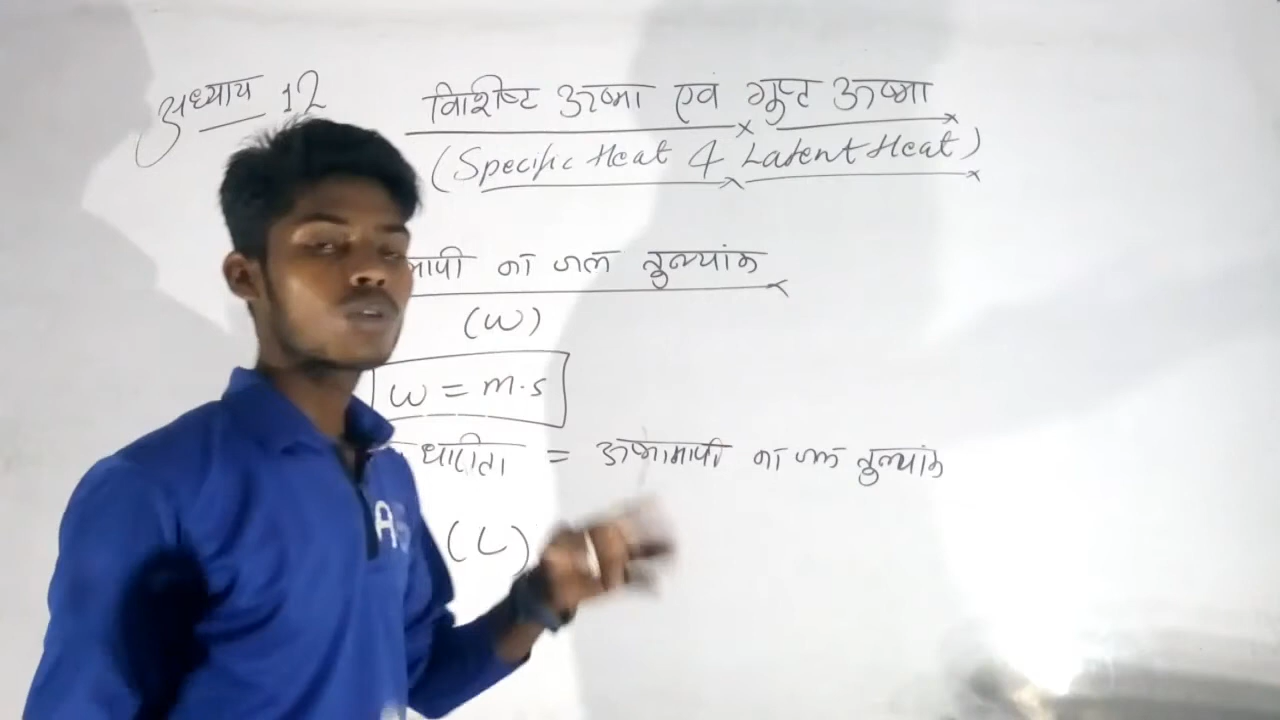 अध्याय 12
विशिष्ट ऊष्मा एवं गुप्त ऊष्मा
(Specific Heat & Latent Heat)
मापी का जल तुल्यांक
(W)
W = m.s
धारिता = ऊष्मामापी का जल तुल्यांक
(L)
A